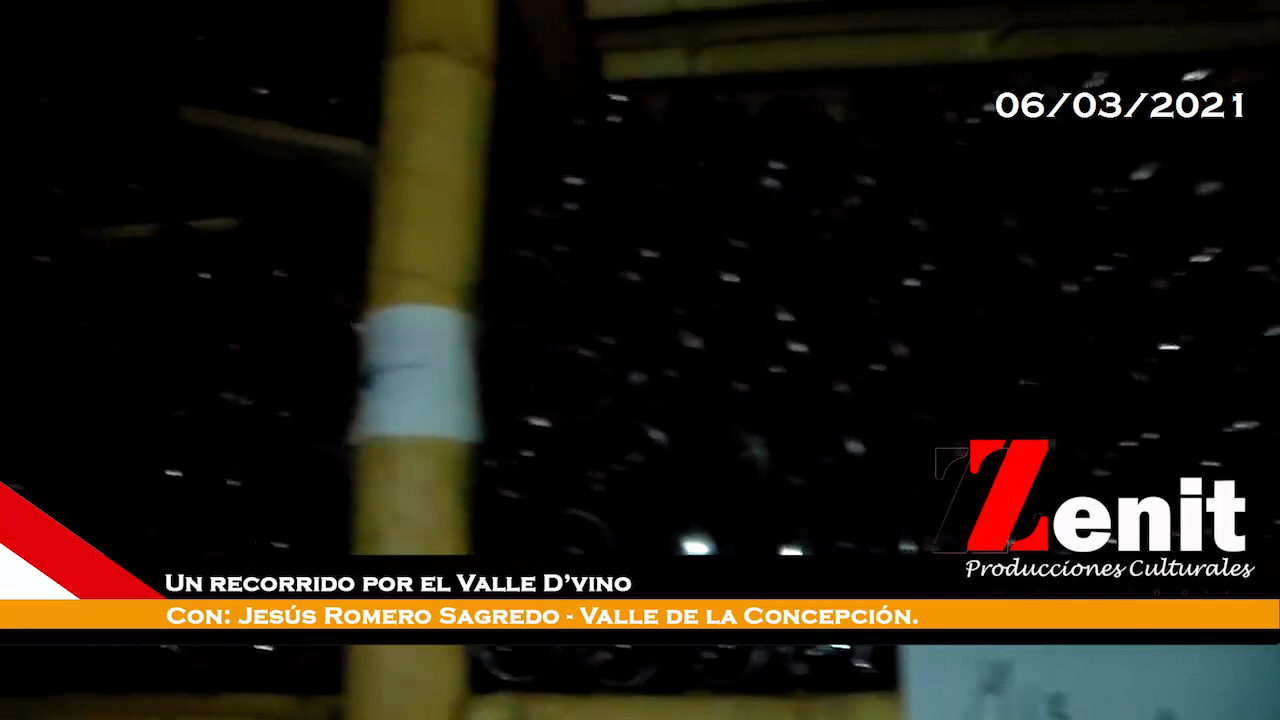 06/03/2021
Zenit
Producciones Culturales
Un recorrido por el Valle D'vino
Con: Jesús Romero Sagredo - Valle de la Concepción.